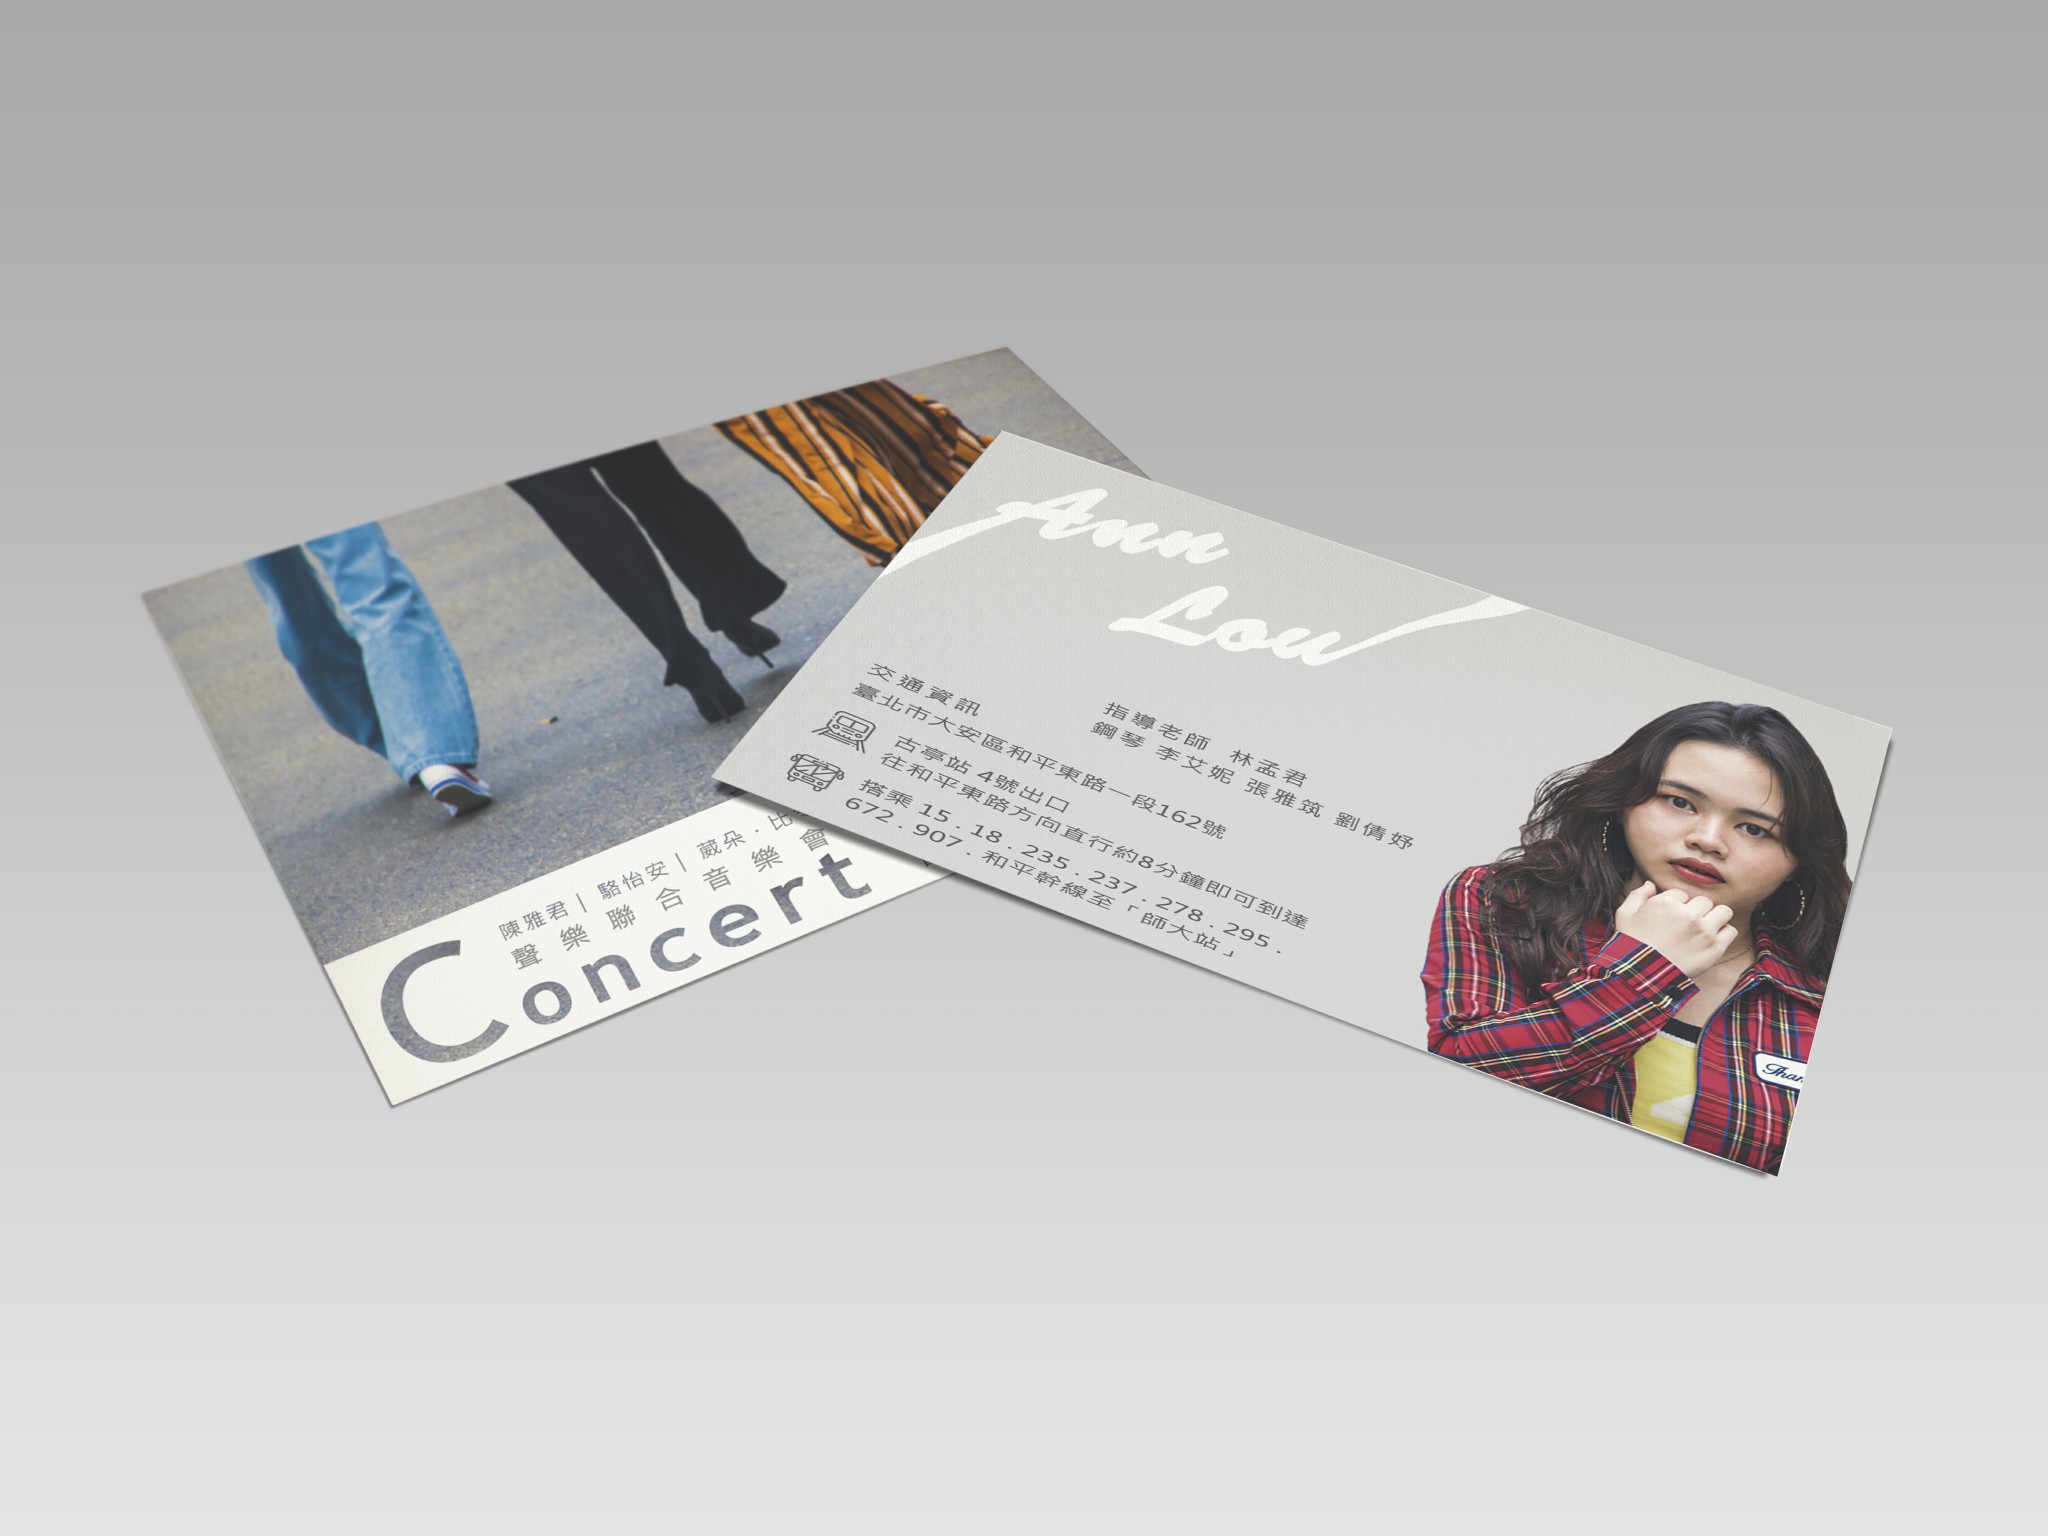 陳雅君 | 駱怡安 | 葳朵．比
聲樂聯合音樂會
Concert
Ann
Lou
交通資訊
臺北市大安區和平東路一段162號
古亭站 4號出口
往和平東路方向直行約8分鐘即可到達
搭乘 15 . 18 . 235 . 237 . 278 . 295 .
672 . 907 . 和平幹線至「師大站」
指導老師 林孟君
鋼琴 李艾妮 張雅筑 劉倩妤